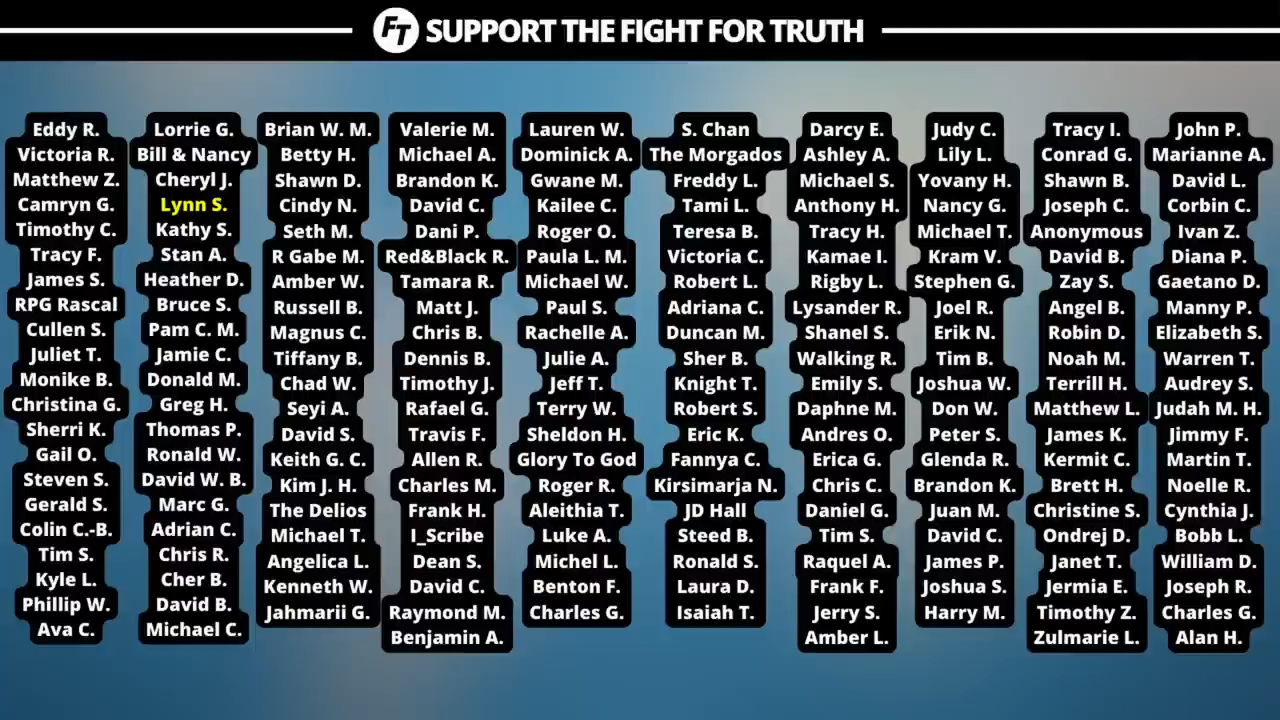 FT SUPPORT THE FIGHT FOR TRUTH
Eddy R.
Victoria R.
Matthew Z.
Camryn G.
Timothy C.
Tracy F.
James S.
RPG Rascal
Cullen S.
Juliet T.
Monike B.
Christina G.
Sherri K.
Gail O.
Steven S.
Gerald S.
Colin C.-B.
Tim S.
Kyle L.
Phillip W.
Ava C.
Lorrie G.
Bill & Nancy
Cheryl J.
Lynn S.
Kathy S.
Stan A.
Heather D.
Bruce S.
Pam C. M.
Jamie C.
Donald M.
Greg H.
Thomas P.
Ronald W.
David W. B.
Marc G.
Adrian C.
Chris R.
Cher B.
David B.
Michael C.
Brian W. M.
Betty H.
Shawn D.
Cindy N.
Seth M.
R Gabe M.
Amber W.
Russell B.
Magnus C.
Tiffany B.
Chad W.
Seyi A.
David S.
Keith G. C.
Kim J. H.
The Delios
Michael T.
Angelica L.
Kenneth W.
Jahmarii G.
Valerie M.
Michael A.
Brandon K.
David C.
Dani P.
Red&Black R.
Tamara R.
Matt J.
Chris B.
Dennis B.
Timothy J.
Rafael G.
Travis F.
Allen R.
Charles M.
Frank H.
I_Scribe
Dean S.
David C.
Raymond M.
Benjamin A.
Lauren W.
Dominick A.
Gwane M.
Kailee C.
Roger O.
Paula L. M.
Michael W.
Paul S.
Rachelle A.
Julie A.
Jeff T.
Terry W.
Sheldon H.
Glory To God
Roger R.
Aleithia T.
Luke A.
Michel L.
Benton F.
Charles G.
S. Chan
The Morgados
Freddy L.
Tami L.
Teresa B.
Victoria C.
Robert L.
Adriana C.
Duncan M.
Sher B.
Knight T.
Robert S.
Eric K.
Fannya C.
Kirsimarja N.
JD Hall
Steed B.
Ronald S.
Laura D.
Isaiah T.
Darcy E.
Ashley A.
Michael S.
Anthony H.
Tracy H.
Kamae I.
Rigby L.
Lysander R.
Shanel S.
Walking R.
Emily S.
Daphne M.
Andres O.
Erica G.
Chris C.
Daniel G.
Tim S.
Raquel A.
Frank F.
Jerry S.
Amber L.
Judy C.
Lily L.
Yovany H.
Nancy G.
Michael T.
Kram V.
Stephen G.
Joel R.
Erik N.
Tim B.
Joshua W.
Don W.
Peter S.
Glenda R.
Brandon K.
Juan M.
David C.
James P.
Joshua S.
Harry M.
Tracy I.
Conrad G.
Shawn B.
Joseph C.
Anonymous
David B.
Zay S.
Angel B.
Robin D.
Noah M.
Terrill H.
Matthew L.
James K.
Kermit C.
Brett H.
Christine S.
Ondrej D.
Janet T.
Jermia E.
Timothy Z.
Zulmarie L.
John P.
Marianne A.
David L.
Corbin C.
Ivan Z.
Diana P.
Gaetano D.
Manny P.
Elizabeth S.
Warren T.
Audrey S.
Judah M. H.
Jimmy F.
Martin T.
Noelle R.
Cynthia J.
Bobb L.
William D.
Joseph R.
Charles G.
Alan H.